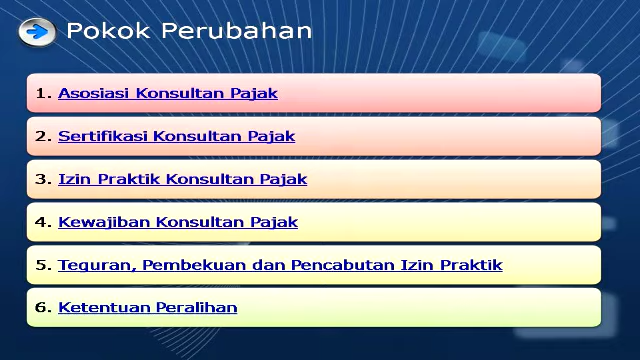 Pokok Perubahan
1. Asosiasi Konsultan Pajak
2. Sertifikasi Konsultan Pajak
3. Izin Praktik Konsultan Pajak
4. Kewajiban Konsultan Pajak
5. Teguran, Pembekuan dan Pencabutan Izin Praktik
6. Ketentuan Peralihan